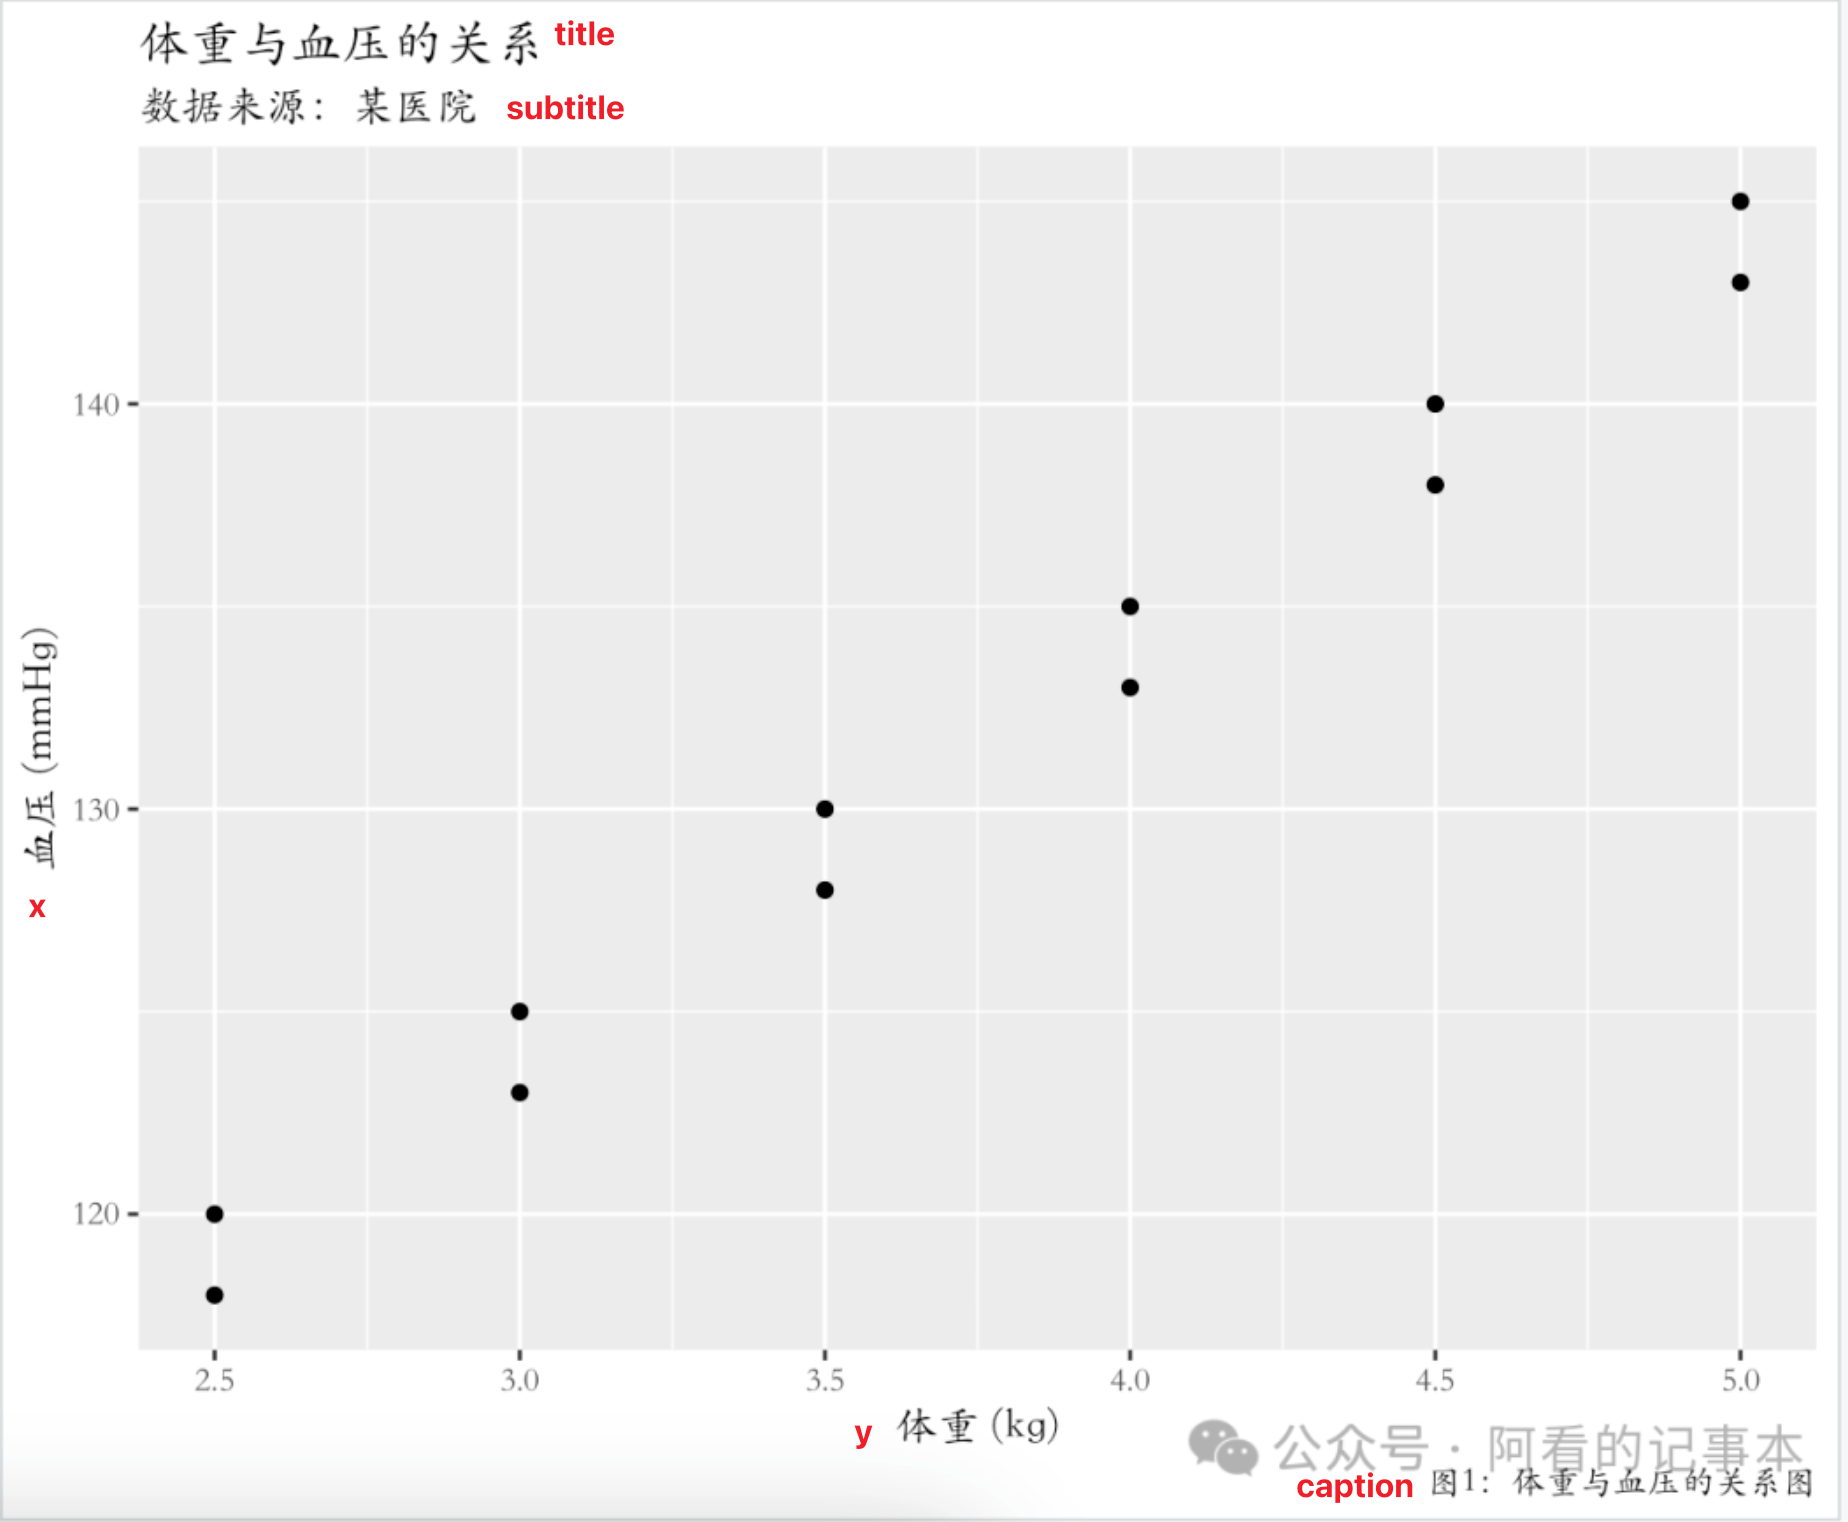 体重与血压的关系 title
数据来源：某医院 subtitle
140
130
120
血压 (mmHg)
x
2.5 3.0 3.5 4.0 4.5 5.0
y 体重 (kg)
公众号 · 阿看的记事本
caption 图1：体重与血压的关系图